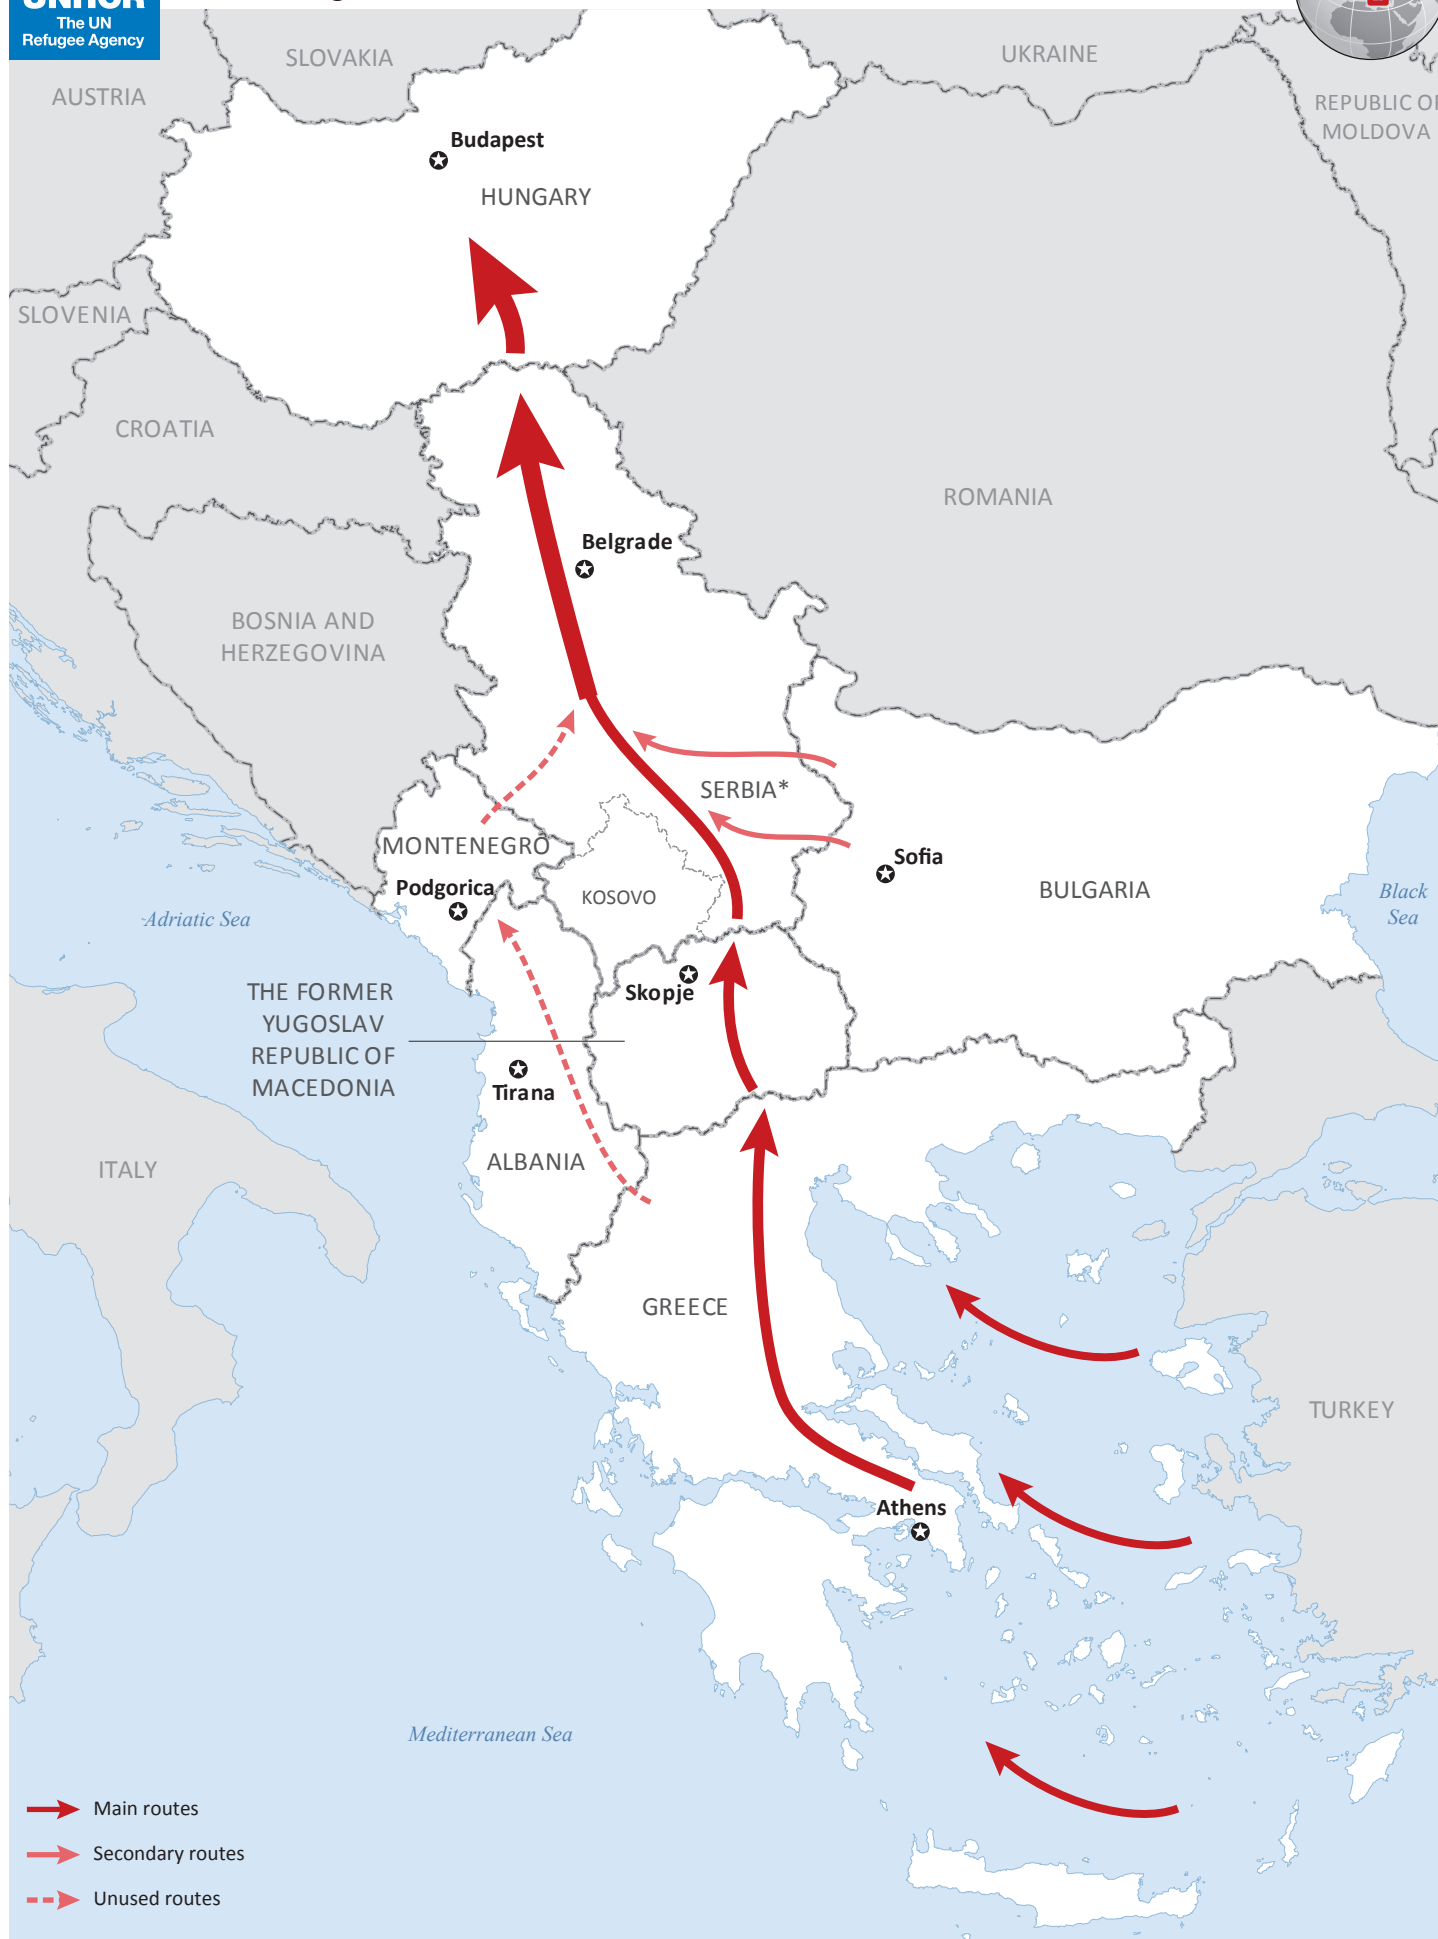 UNHCR
The UN
Refugee Agency
SLOVAKIA
UKRAINE
AUSTRIA
REPUBLIC OF
MOLDOVA
Budapest
HUNGARY
SLOVENIA
CROATIA
ROMANIA
Belgrade
BOSNIA AND
HERZEGOVINA
SERBIA*
MONTENEGRO
Sofia
Podgorica
KOSOVO
BULGARIA
Black
Sea
Adriatic Sea
Skopje
THE FORMER
YUGOSLAV
REPUBLIC OF
MACEDONIA
Tirana
ALBANIA
ITALY
GREECE
TURKEY
Athens
Mediterranean Sea
Main routes
Secondary routes
Unused routes